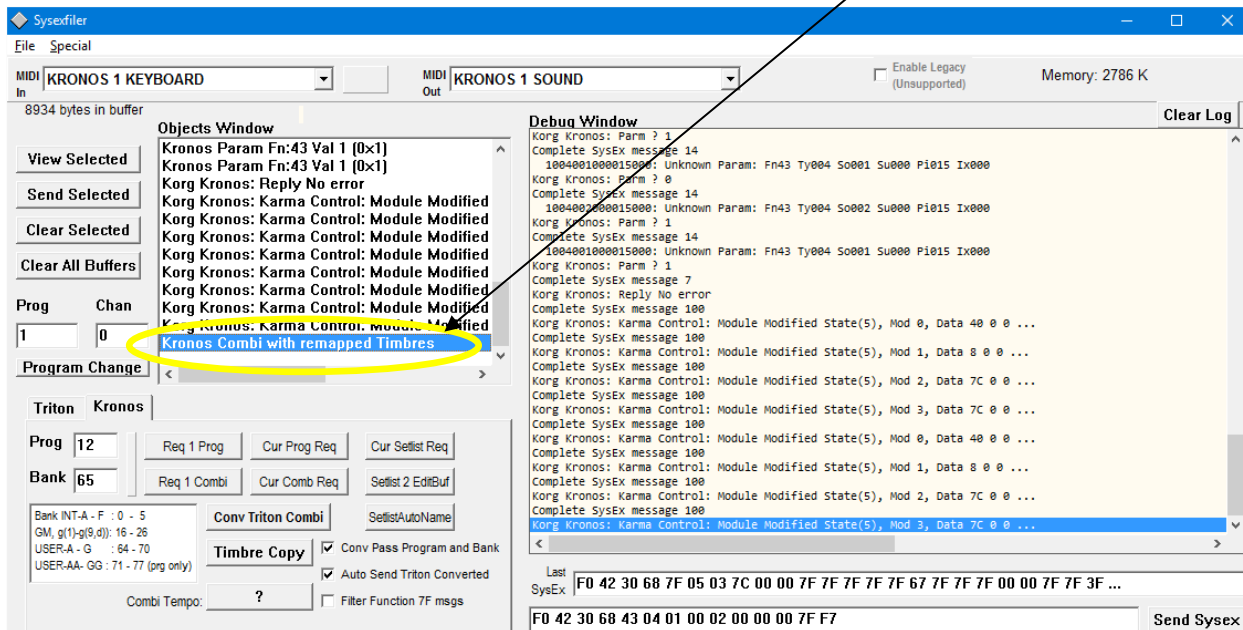 Sysexfiler
File Special
MIDI In KRONOS 1 KEYBOARD MIDI Out KRONOS 1 SOUND Enable Legacy (Unsupported) Memory: 2786 K
8934 bytes in buffer
Clear Log
Objects Window
Kronos Param Fn:43 Val 1 (0x1)
Kronos Param Fn:43 Val 1 (0x1)
Korg Kronos: Reply No error
Korg Kronos: Karma Control: Module Modified
Korg Kronos: Karma Control: Module Modified
Korg Kronos: Karma Control: Module Modified
Korg Kronos: Karma Control: Module Modified
Korg Kronos: Karma Control: Module Modified
Korg Kronos: Karma Control: Module Modified
Korg Kronos: Karma Control: Module Modified
Korg Kronos: Karma Control: Module Modified
Kronos Combi with remapped Timbres
View Selected
Send Selected
Clear Selected
Clear All Buffers
Prog Chan
1 0
Program Change
Debug Window
Korg Kronos: Parm ? 1
Complete SysEx message 14
1004001000015000: Unknown Param: Fn43 Ty004 So001 Su000 Pi015 Ix000
Korg Kronos: Parm ? 0
Complete SysEx message 14
1004002000015000: Unknown Param: Fn43 Ty004 So002 Su000 Pi015 Ix000
Korg Kronos: Parm ? 1
Complete SysEx message 14
1004001000015000: Unknown Param: Fn43 Ty004 So001 Su000 Pi015 Ix000
Korg Kronos: Parm ? 1
Complete SysEx message 7
Korg Kronos: Reply No error
Complete SysEx message 100
Korg Kronos: Karma Control: Module Modified State(5), Mod 0, Data 40 0 0 ...
Complete SysEx message 100
Korg Kronos: Karma Control: Module Modified State(5), Mod 1, Data 8 0 0 ...
Complete SysEx message 100
Korg Kronos: Karma Control: Module Modified State(5), Mod 2, Data 7C 0 0 ...
Complete SysEx message 100
Korg Kronos: Karma Control: Module Modified State(5), Mod 3, Data 7C 0 0 ...
Complete SysEx message 100
Korg Kronos: Karma Control: Module Modified State(5), Mod 0, Data 40 0 0 ...
Complete SysEx message 100
Korg Kronos: Karma Control: Module Modified State(5), Mod 1, Data 8 0 0 ...
Complete SysEx message 100
Korg Kronos: Karma Control: Module Modified State(5), Mod 2, Data 7C 0 0 ...
Complete SysEx message 100
Korg Kronos: Karma Control: Module Modified State(5), Mod 3, Data 7C 0 0 ...
Triton Kronos
Prog 12 Req 1 Prog Cur Prog Req Cur Setlist Req
Bank 65 Req 1 Combi Cur Comb Req Setlist 2 EditBuf
Bank INT-A - F : 0 - 5
GM, g(1)-g(9,d)): 16 - 26
USER-A - G : 64 - 70
USER-AA- GG : 71 - 77 (prg only)
Conv Triton Combi SetlistAutoName
Timbre Copy Conv Pass Program and Bank
Auto Send Triton Converted
Combi Tempo: ? Filter Function 7F msgs
Last SysEx F0 42 30 68 7F 05 03 7C 00 00 7F 7F 7F 7F 7F 67 7F 7F 7F 00 00 7F 7F 3F ...
F0 42 30 68 43 04 01 00 02 00 00 00 7F F7 Send Sysex